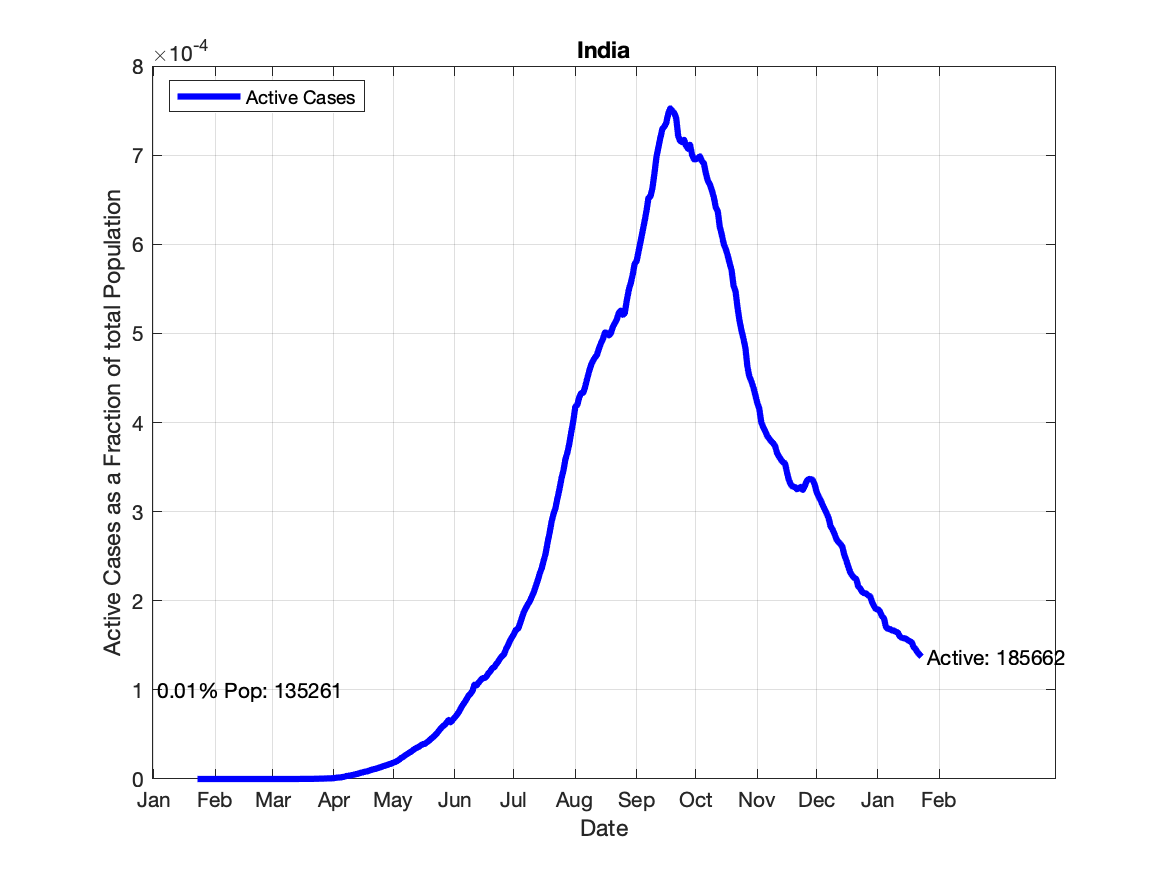 India
×10-4
Active Cases
8
7
6
5
4
3
2
1
0
Active Cases as a Fraction of total Population
0.01% Pop: 135261
Active: 185662
Jan Feb Mar Apr May Jun Jul Aug Sep Oct Nov Dec Jan Feb
Date